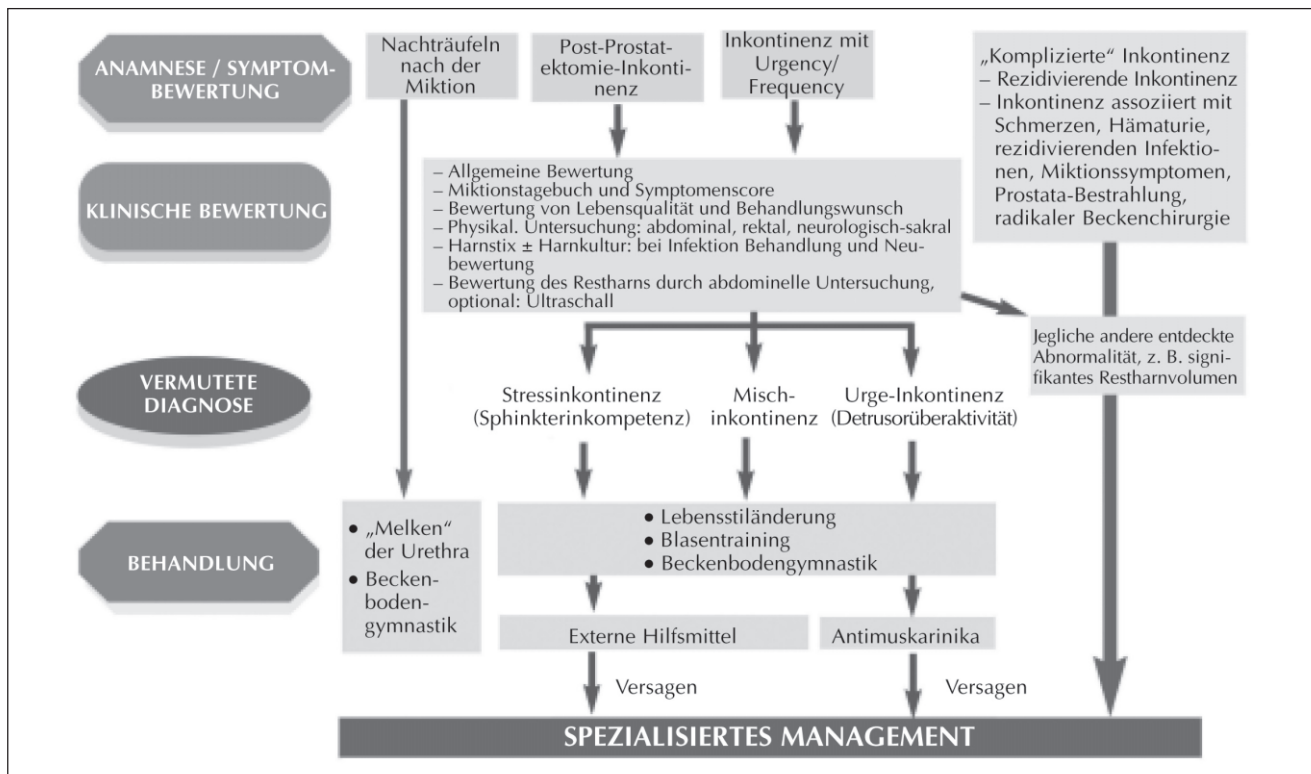 ANAMNESE / SYMPTOM-
BEWERTUNG
Nachträufeln
nach der
Miktion
Post-Prostat-
ektomie-Inkonti-
nenz
Inkontinenz mit
Urgency/
Frequency
„Komplizierte“ Inkontinenz
– Rezidivierende Inkontinenz
– Inkontinenz assoziiert mit
Schmerzen, Hämaturie,
rezidivierenden Infektio-
nen, Miktionssymptomen,
Prostata-Bestrahlung,
radikaler Beckenchirurgie
KLINISCHE BEWERTUNG
– Allgemeine Bewertung
– Miktionstagebuch und Symptomenscore
– Bewertung von Lebensqualität und Behandlungswunsch
– Physikal. Untersuchung: abdominal, rektal, neurologisch-sakral
– Harnstix ± Harnkultur: bei Infektion Behandlung und Neu-
bewertung
– Bewertung des Restharns durch abdominelle Untersuchung,
optional: Ultraschall
Jegliche andere entdeckte
Abnormalität, z. B. signi-
fikantes Restharnvolumen
VERMUTETE
DIAGNOSE
Stressinkontinenz
(Sphinkterinkompetenz)
Misch-
inkontinenz
Urge-Inkontinenz
(Detrusorüberaktivität)
BEHANDLUNG
• „Melken“
der Urethra
• Becken-
boden-
gymnastik
• Lebensstiländerung
• Blasentraining
• Beckenbodengymnastik
Externe Hilfsmittel
Antimuskarinika
Versagen
Versagen
SPEZIALISIERTES MANAGEMENT